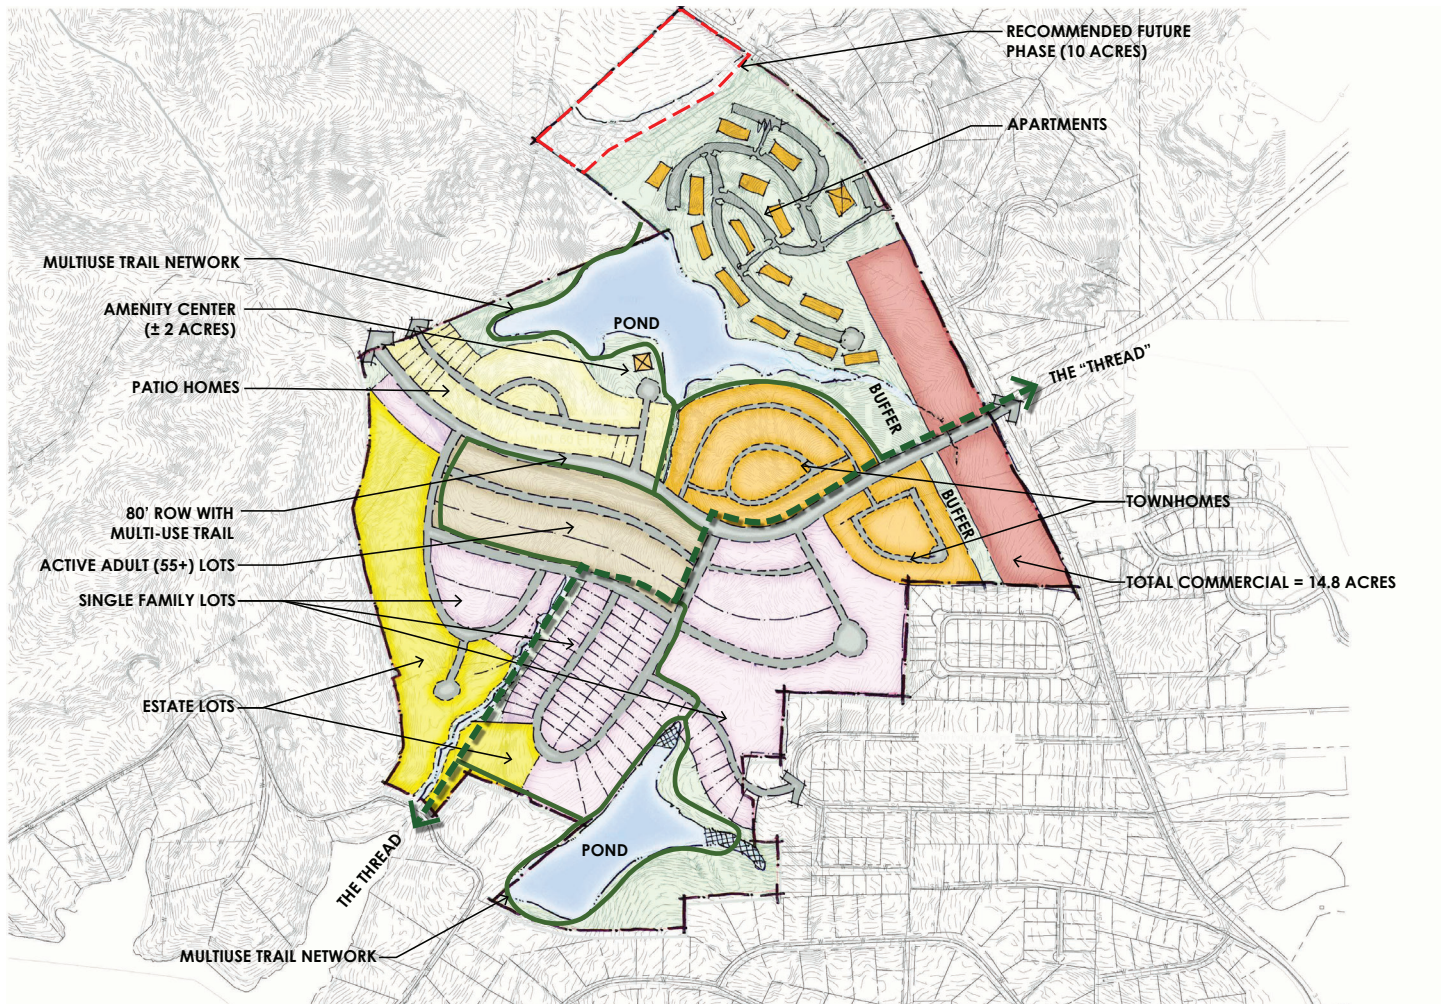 RECOMMENDED FUTURE
PHASE (10 ACRES)
APARTMENTS
MULTIUSE TRAIL NETWORK
AMENITY CENTER
(± 2 ACRES)
POND
PATIO HOMES
THE “THREAD”
BUFFER
80' ROW WITH
MULTI-USE TRAIL
BUFFER
TOWNHOMES
ACTIVE ADULT (55+) LOTS
TOTAL COMMERCIAL = 14.8 ACRES
SINGLE FAMILY LOTS
ESTATE LOTS
POND
THE THREAD
MULTIUSE TRAIL NETWORK